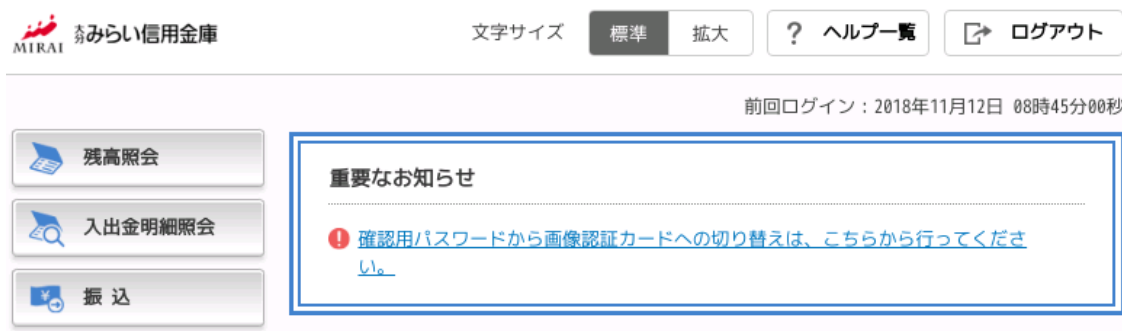 MIRAI 大分みらい信用金庫
文字サイズ 標準 拡大 ? ヘルプ一覧 ログアウト
前回ログイン：2018年11月12日 08時45分00秒
残高照会
重要なお知らせ
入出金明細照会
確認用パスワードから画像認証カードへの切り替えは、こちらから行ってくださ
い。
振込